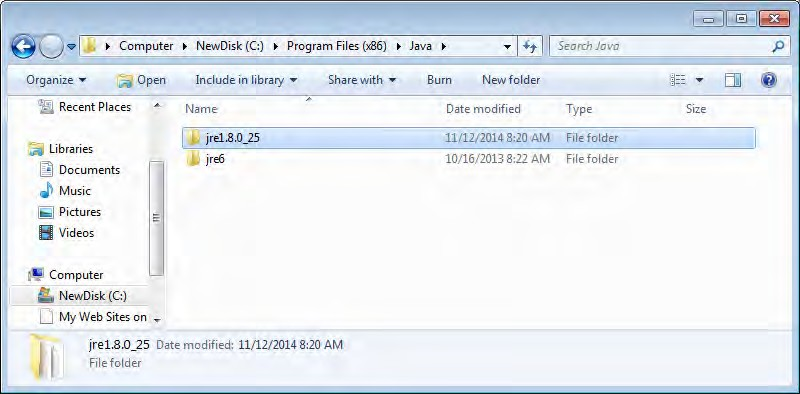 Computer NewDisk (C:) Program Files (x86) Java Search Java
Organize Open Include in library Share with Burn New folder
Recent Places
Libraries
Documents
Music
Pictures
Videos
Computer
NewDisk (C:)
My Web Sites on
Name Date modified Type Size
jre1.8.0_25 11/12/2014 8:20 AM File folder
jre6 10/16/2013 8:22 AM File folder
jre1.8.0_25 Date modified: 11/12/2014 8:20 AM
File folder